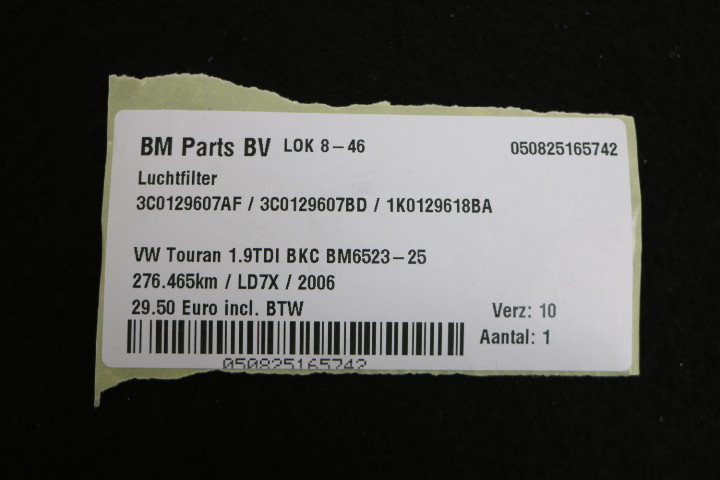 BM Parts BV LOK 8-46 050825165742
Luchtfilter
3C0129607AF / 3C0129607BD / 1K0129618BA
VW Touran 1.9TDI BKC BM6523-25
276.465km / LD7X / 2006
29.50 Euro incl. BTW Verz: 10
Aantal: 1
050825165742